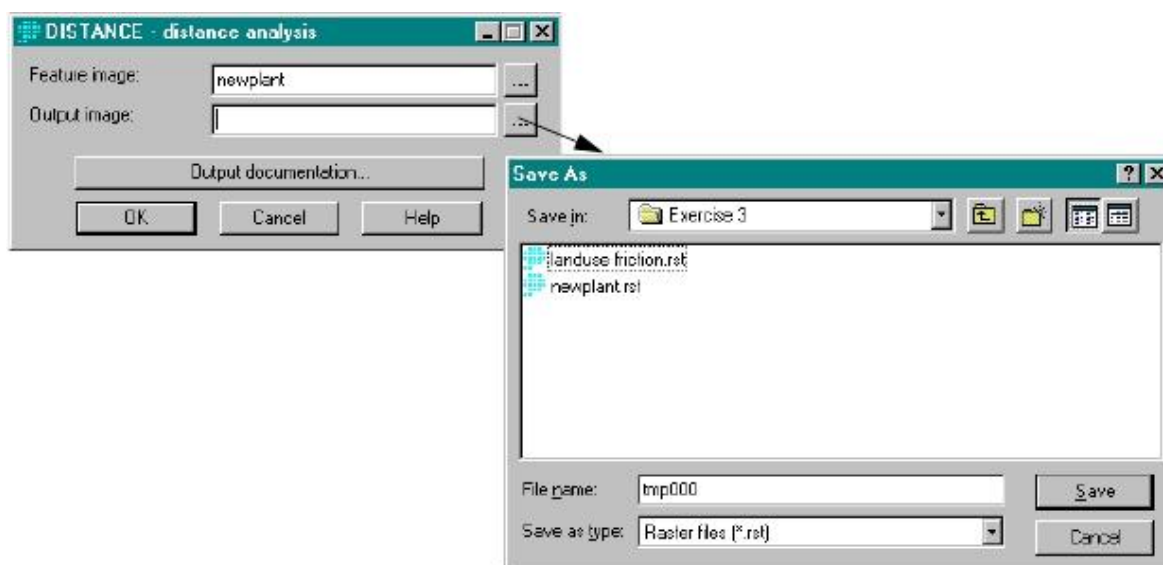 DISTANCE - distance analysis
Feature image: newplant ...
Output image: ...
Output documentation...
OK Cancel Help
Save As
Save in: Exercise 3
landuse friction.rst
newplant.rst
File name: tmp000 Save
Save as type: Raster files (*.rst) Cancel